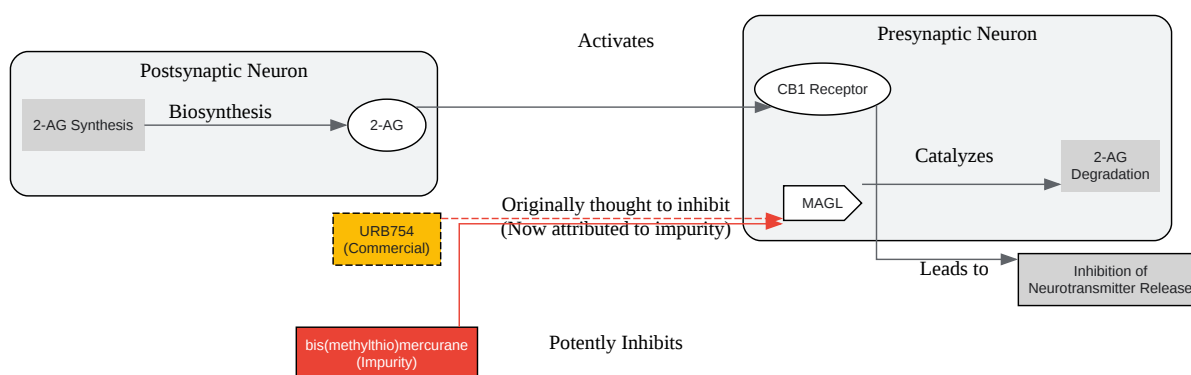 Activates
Presynaptic Neuron
Postsynaptic Neuron
CB1 Receptor
2-AG Synthesis
Biosynthesis
2-AG
Catalyzes
2-AG
Degradation
MAGL
Originally thought to inhibit
(Now attributed to impurity)
URB754
(Commercial)
Leads to
Inhibition of
Neurotransmitter Release
bis(methylthio)mercurane
(Impurity)
Potently Inhibits